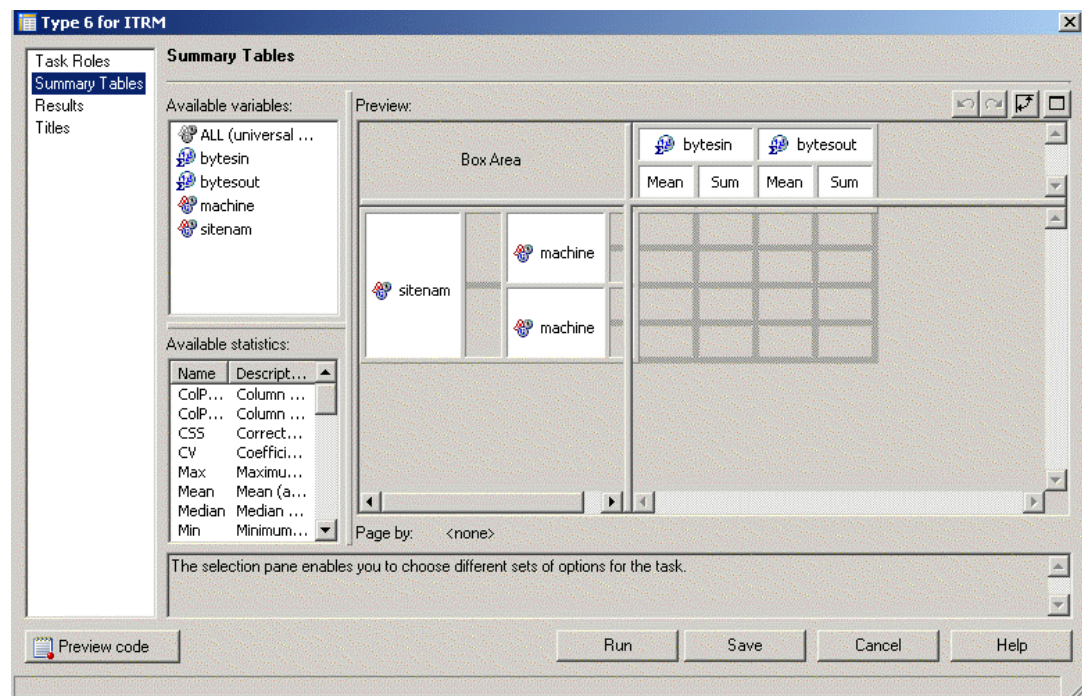 Type 6 for ITRM
Task Roles
Summary Tables
Results
Titles
Summary Tables
Available variables:
ALL (universal ...
bytesin
bytesout
machine
sitenam
Available statistics:
Name Descript...
ColP... Column ...
ColP... Column ...
CSS Correct...
CV Coeffici...
Max Maximu...
Mean Mean (a...
Median Median ...
Min Minimum...
Preview:
Box Area
bytesin bytesout
Mean Sum Mean Sum
sitenam
machine
machine
Page by: <none>
The selection pane enables you to choose different sets of options for the task.
Preview code
Run
Save
Cancel
Help